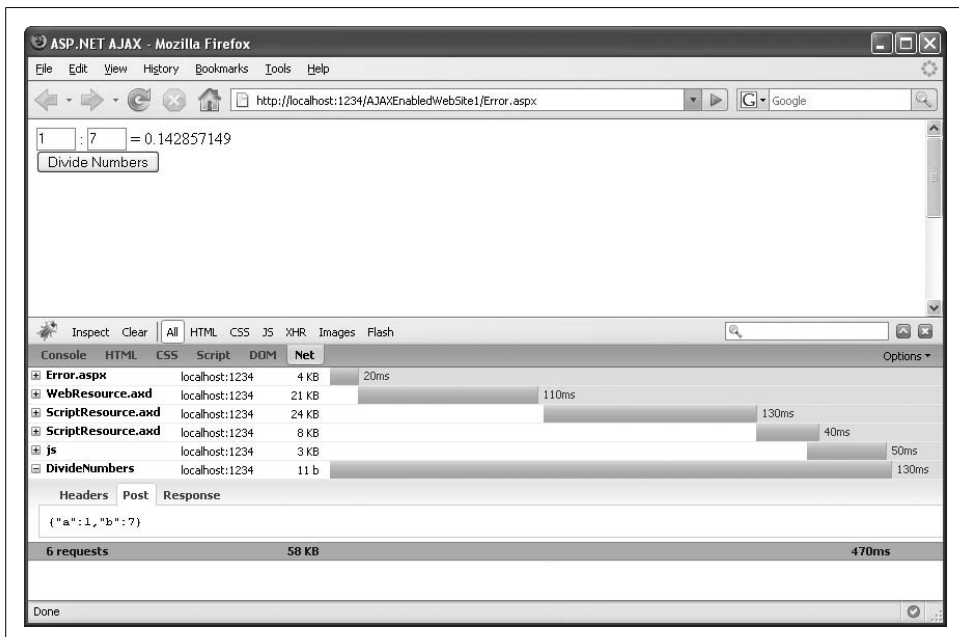 ASP.NET AJAX - Mozilla Firefox
File Edit View History Bookmarks Tools Help
http://localhost:1234/AJAXEnabledWebSite1/Error.aspx G Google
1 : 7 = 0.142857149
Divide Numbers
Inspect Clear All HTML CSS JS XHR Images Flash
Console HTML CSS Script DOM Net Options
Error.aspx localhost:1234 4 KB 20ms
WebResource.axd localhost:1234 21 KB 110ms
ScriptResource.axd localhost:1234 24 KB 130ms
ScriptResource.axd localhost:1234 8 KB 40ms
js localhost:1234 3 KB 50ms
DivideNumbers localhost:1234 11 b 130ms
Headers Post Response
{"a":1,"b":7}
6 requests 58 KB 470ms
Done